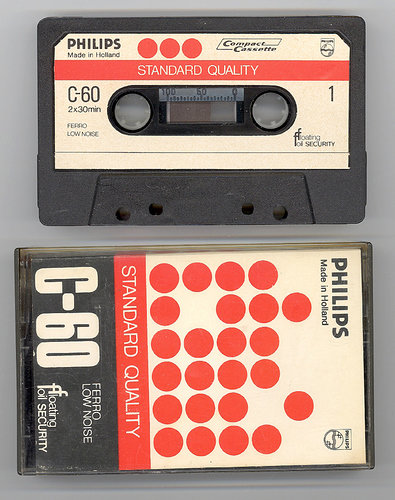 PHILIPS
Made in Holland
Compact
Cassette
STANDARD QUALITY
C-60
2x30min
100 50 0
1
FERRO
LOW NOISE
floating
foil SECURITY
PHILIPS
Made in Holland
STANDARD QUALITY
C-60
FERRO
LOW NOISE
floating
foil SECURITY
PHILIPS